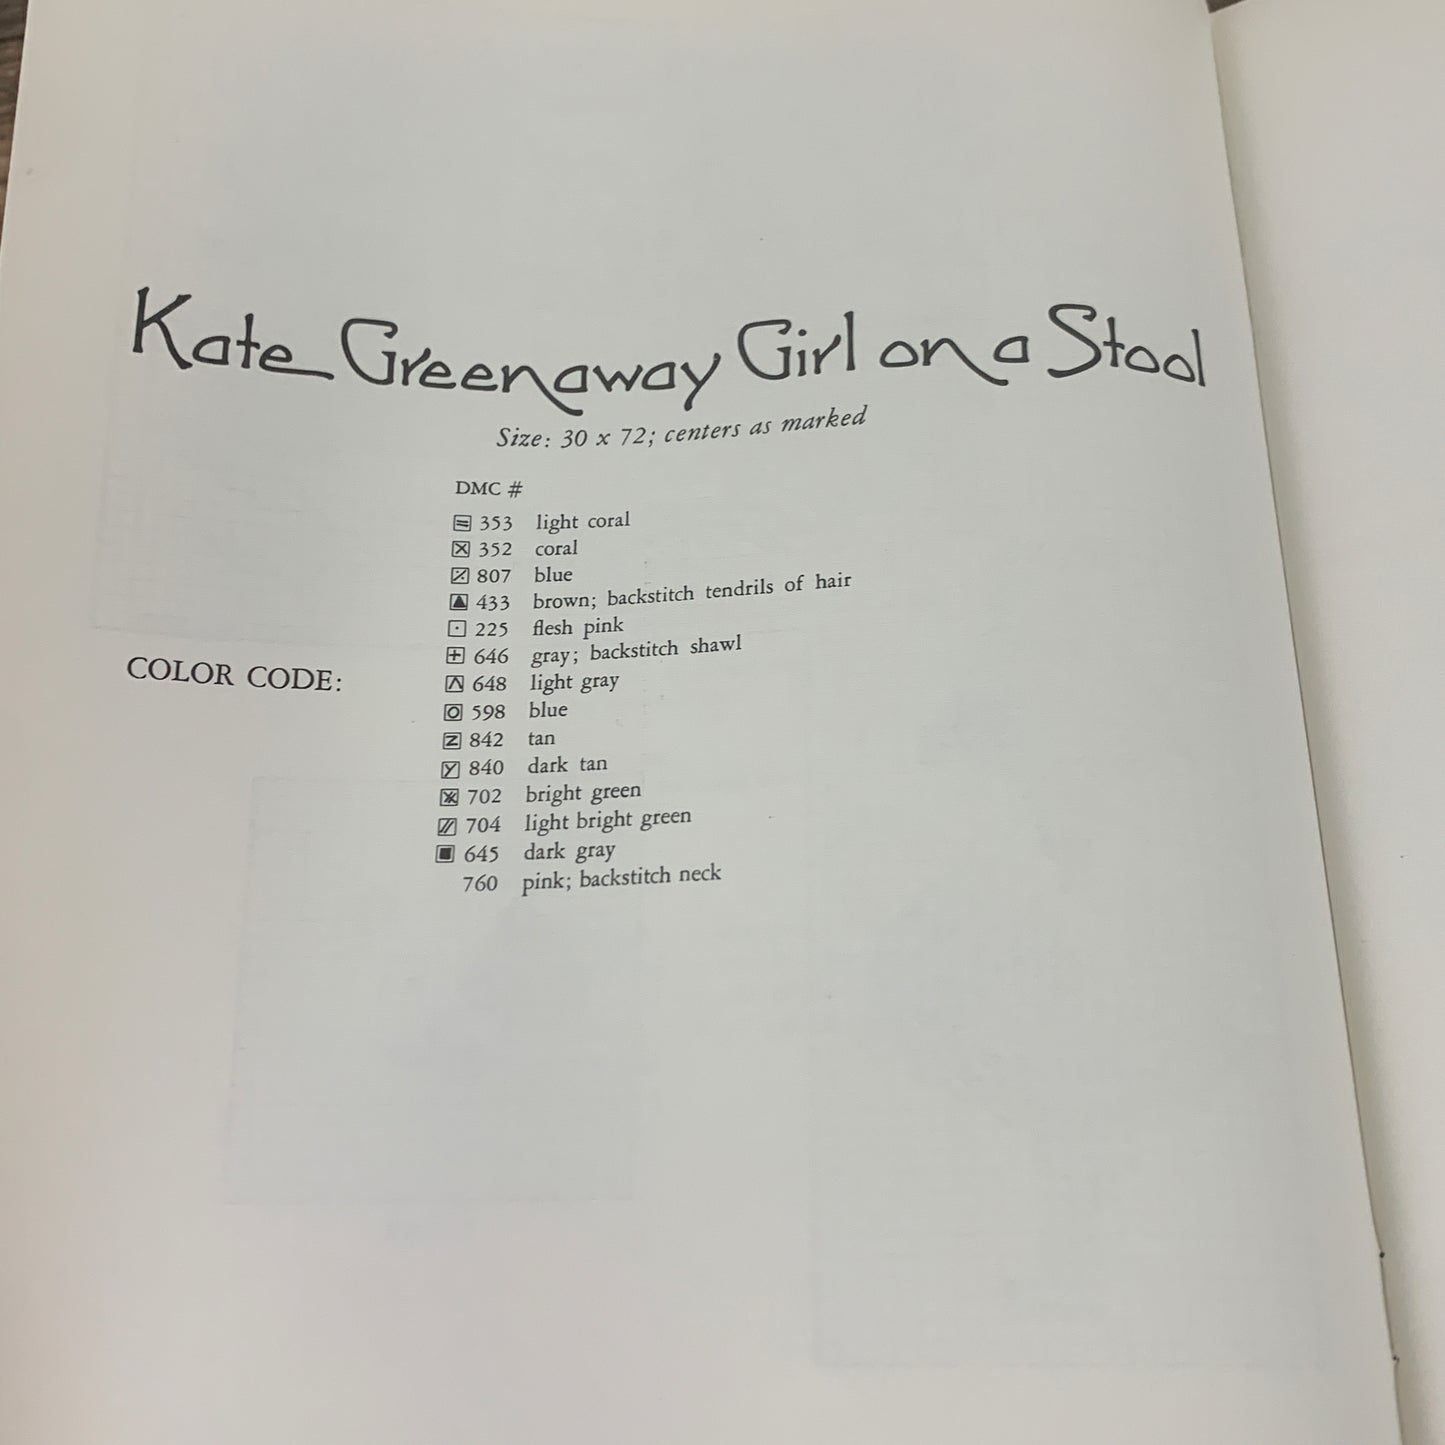 Kate Greenaway Girl on a Stool
Size: 30 x 72; centers as marked
DMC #
353 light coral
352 coral
807 blue
433 brown; backstitch tendrils of hair
225 flesh pink
646 gray; backstitch shawl
COLOR CODE:
648 light gray
598 blue
842 tan
840 dark tan
702 bright green
704 light bright green
645 dark gray
760 pink; backstitch neck